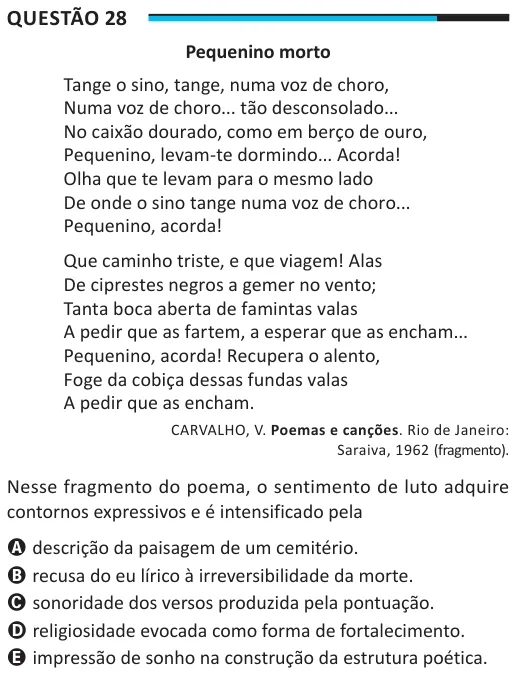 QUESTÃO 28
Pequenino morto
Tange o sino, tange, numa voz de choro,
Numa voz de choro... tão desconsolado...
No caixão dourado, como em berço de ouro,
Pequenino, levam-te dormindo... Acorda!
Olha que te levam para o mesmo lado
De onde o sino tange numa voz de choro...
Pequenino, acorda!
Que caminho triste, e que viagem! Alas
De ciprestes negros a gemer no vento;
Tanta boca aberta de famintas valas
A pedir que as fartem, a esperar que as encham...
Pequenino, acorda! Recupera o alento,
Foge da cobiça dessas fundas valas
A pedir que as encham.
CARVALHO, V. Poemas e canções. Rio de Janeiro:
Saraiva, 1962 (fragmento).
Nesse fragmento do poema, o sentimento de luto adquire
contornos expressivos e é intensificado pela
A descrição da paisagem de um cemitério.
B recusa do eu lírico à irreversibilidade da morte.
C sonoridade dos versos produzida pela pontuação.
D religiosidade evocada como forma de fortalecimento.
E impressão de sonho na construção da estrutura poética.